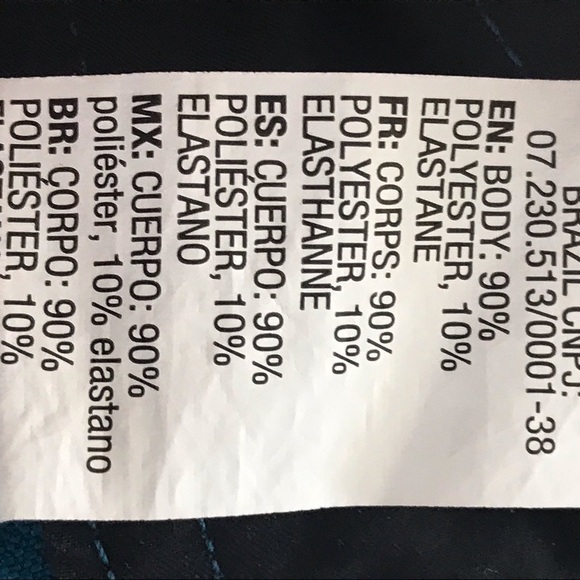 BRAZIL CNPJ:
07.230.513/0001-38
EN: BODY: 90%
POLYESTER, 10%
ELASTANE
FR: CORPS: 90%
POLYESTER, 10%
ELASTHANNE
ES: CUERPO: 90%
POLIÉSTER, 10%
ELASTANO
MX: CUERPO: 90%
poliéster, 10% elastano
BR: CORPO: 90%
POLIÉSTER, 10%